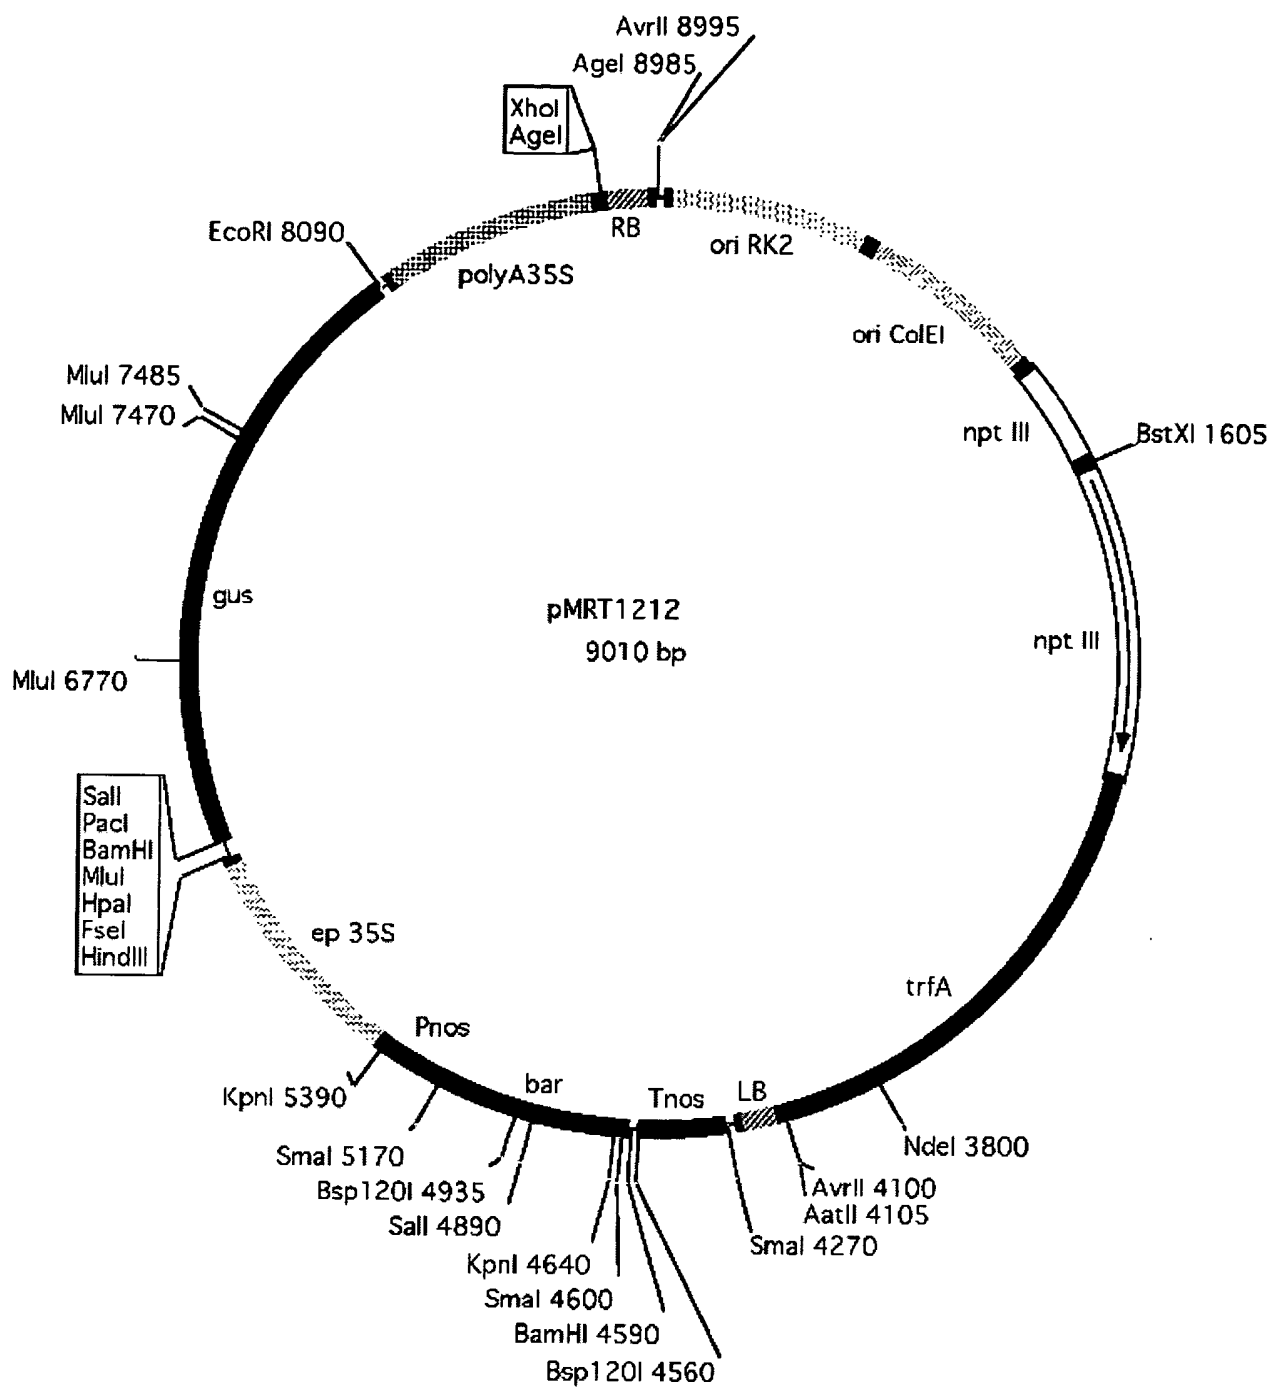 AvrII 8995
AgeI 8985
XhoI
AgeI
RB
ori RK2
EcoRI 8090
polyA35S
ori ColEI
MluI 7485
MluI 7470
npt III
BstXI 1605
gus
pMRT1212
9010 bp
npt III
MluI 6770
SalI
PacI
BamHI
MluI
HpaI
FseI
HindIII
ep 35S
trfA
Pnos
bar
Tnos
LB
KpnI 5390
NdeI 3800
SmaI 5170
Bsp120I 4935
SalI 4890
AvrII 4100
AatII 4105
SmaI 4270
KpnI 4640
SmaI 4600
BamHI 4590
Bsp120I 4560